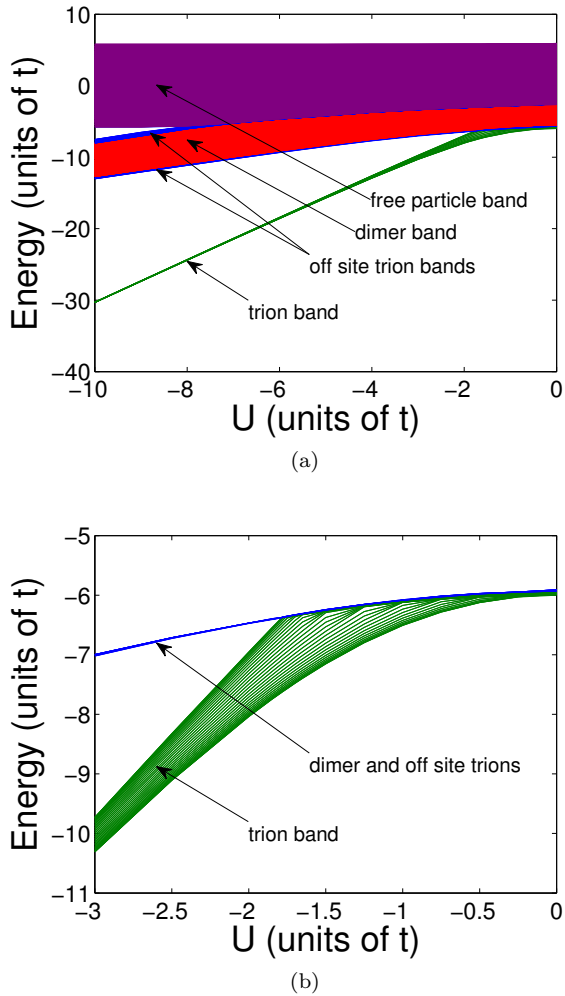 10
0
−10
−20
−30
−40
Energy (units of t)
free particle band
dimer band
off site trion bands
trion band
−10
−8
−6
−4
−2
0
U (units of t)
(a)
−5
−6
−7
−8
−9
−10
−11
Energy (units of t)
dimer and off site trions
trion band
−3
−2.5
−2
−1.5
−1
−0.5
0
U (units of t)
(b)